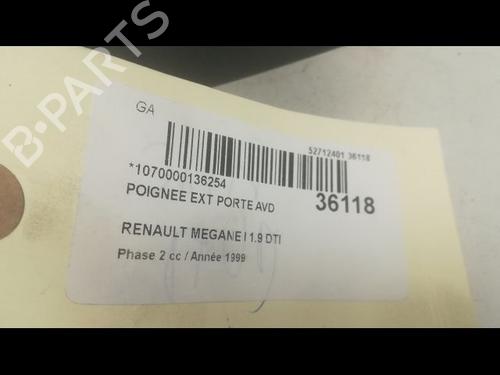 GA
52712401 36118
*1070000136254
36118
POIGNEE EXT PORTE AVD
RENAULT MEGANE I 1.9 DTI
Phase 2 cc / Année 1999
B-PARTS